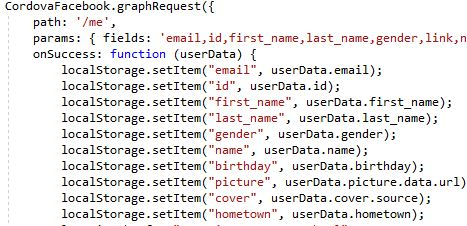 CordovaFacebook.graphRequest({
path: '/me',
params: { fields: 'email,id,first_name,last_name,gender,link,n
onSuccess: function (userData) {
localStorage.setItem("email", userData.email);
localStorage.setItem("id", userData.id);
localStorage.setItem("first_name", userData.first_name);
localStorage.setItem("last_name", userData.last_name);
localStorage.setItem("gender", userData.gender);
localStorage.setItem("name", userData.name);
localStorage.setItem("birthday", userData.birthday);
localStorage.setItem("picture", userData.picture.data.url)
localStorage.setItem("cover", userData.cover.source);
localStorage.setItem("hometown", userData.hometown);